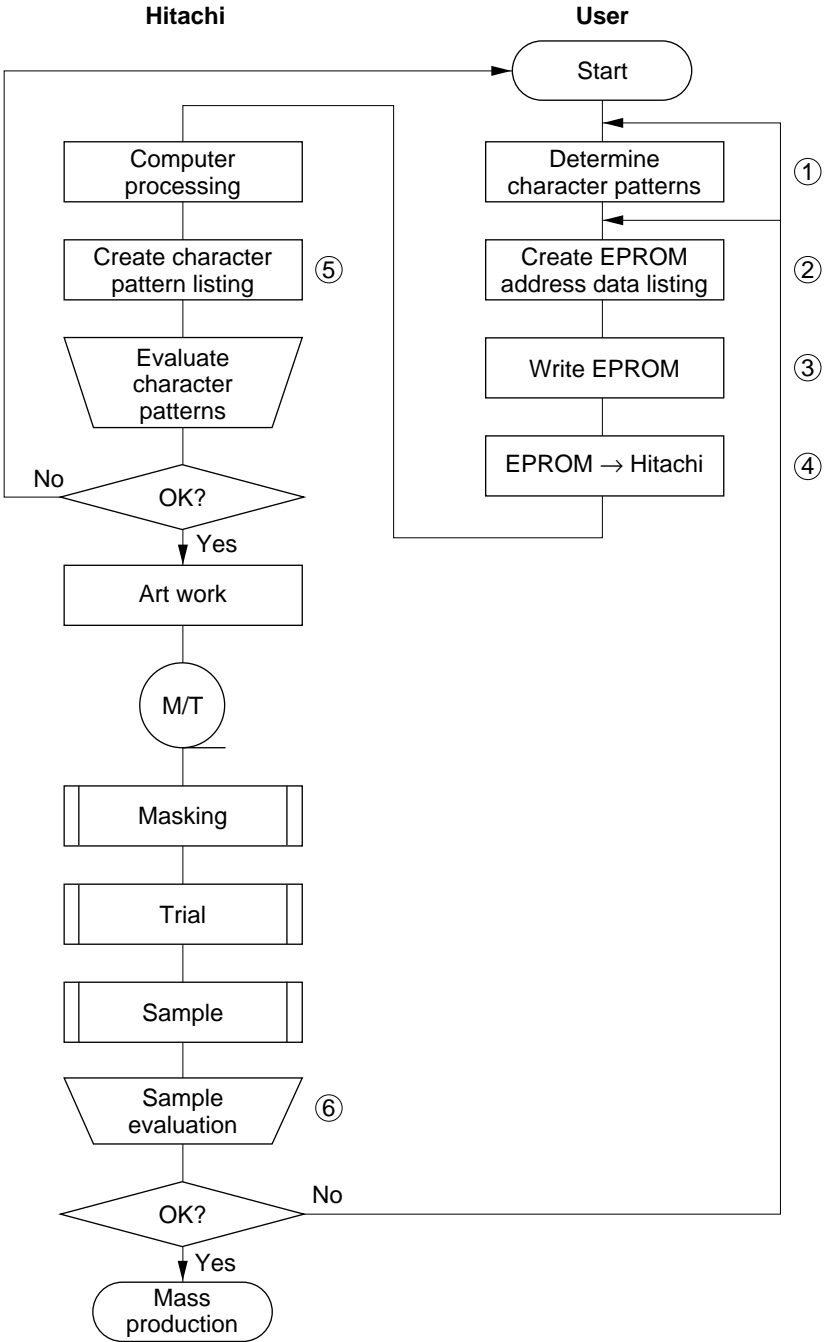 Hitachi
User
Start
Determine
character patterns
①
Create EPROM
address data listing
②
Write EPROM
③
EPROM → Hitachi
④
Computer
processing
Create character
pattern listing
⑤
Evaluate
character
patterns
No
OK?
Yes
Art work
M/T
Masking
Trial
Sample
Sample
evaluation
⑥
No
OK?
Yes
Mass
production